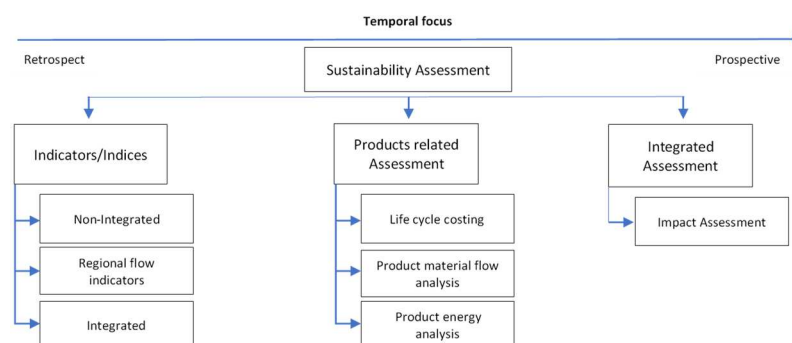 Temporal focus
Retrospect
Prospective
Sustainability Assessment
Indicators/Indices
Products related
Assessment
Integrated
Assessment
Non-Integrated
Life cycle costing
Impact Assessment
Regional flow
indicators
Product material flow
analysis
Integrated
Product energy
analysis